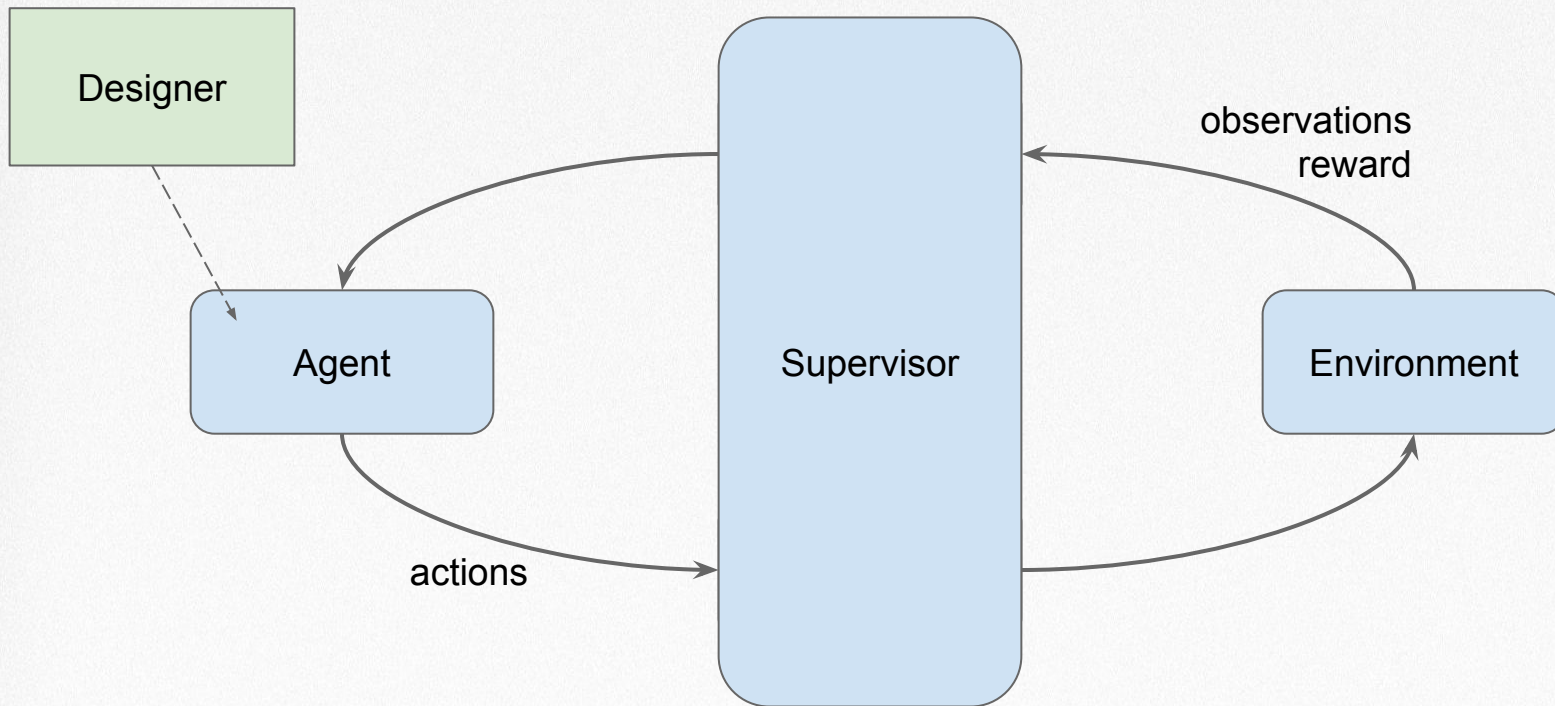 Designer
observations
reward
Agent
Supervisor
Environment
actions